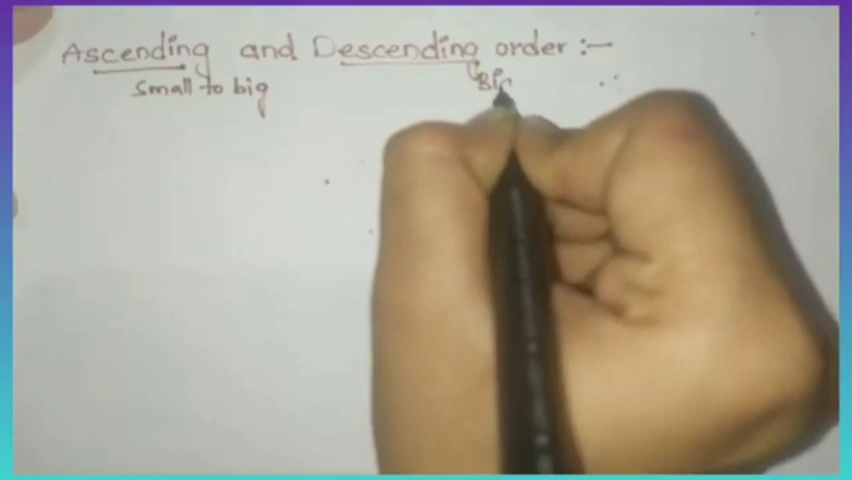 Ascending and Descending order :-
Small to big